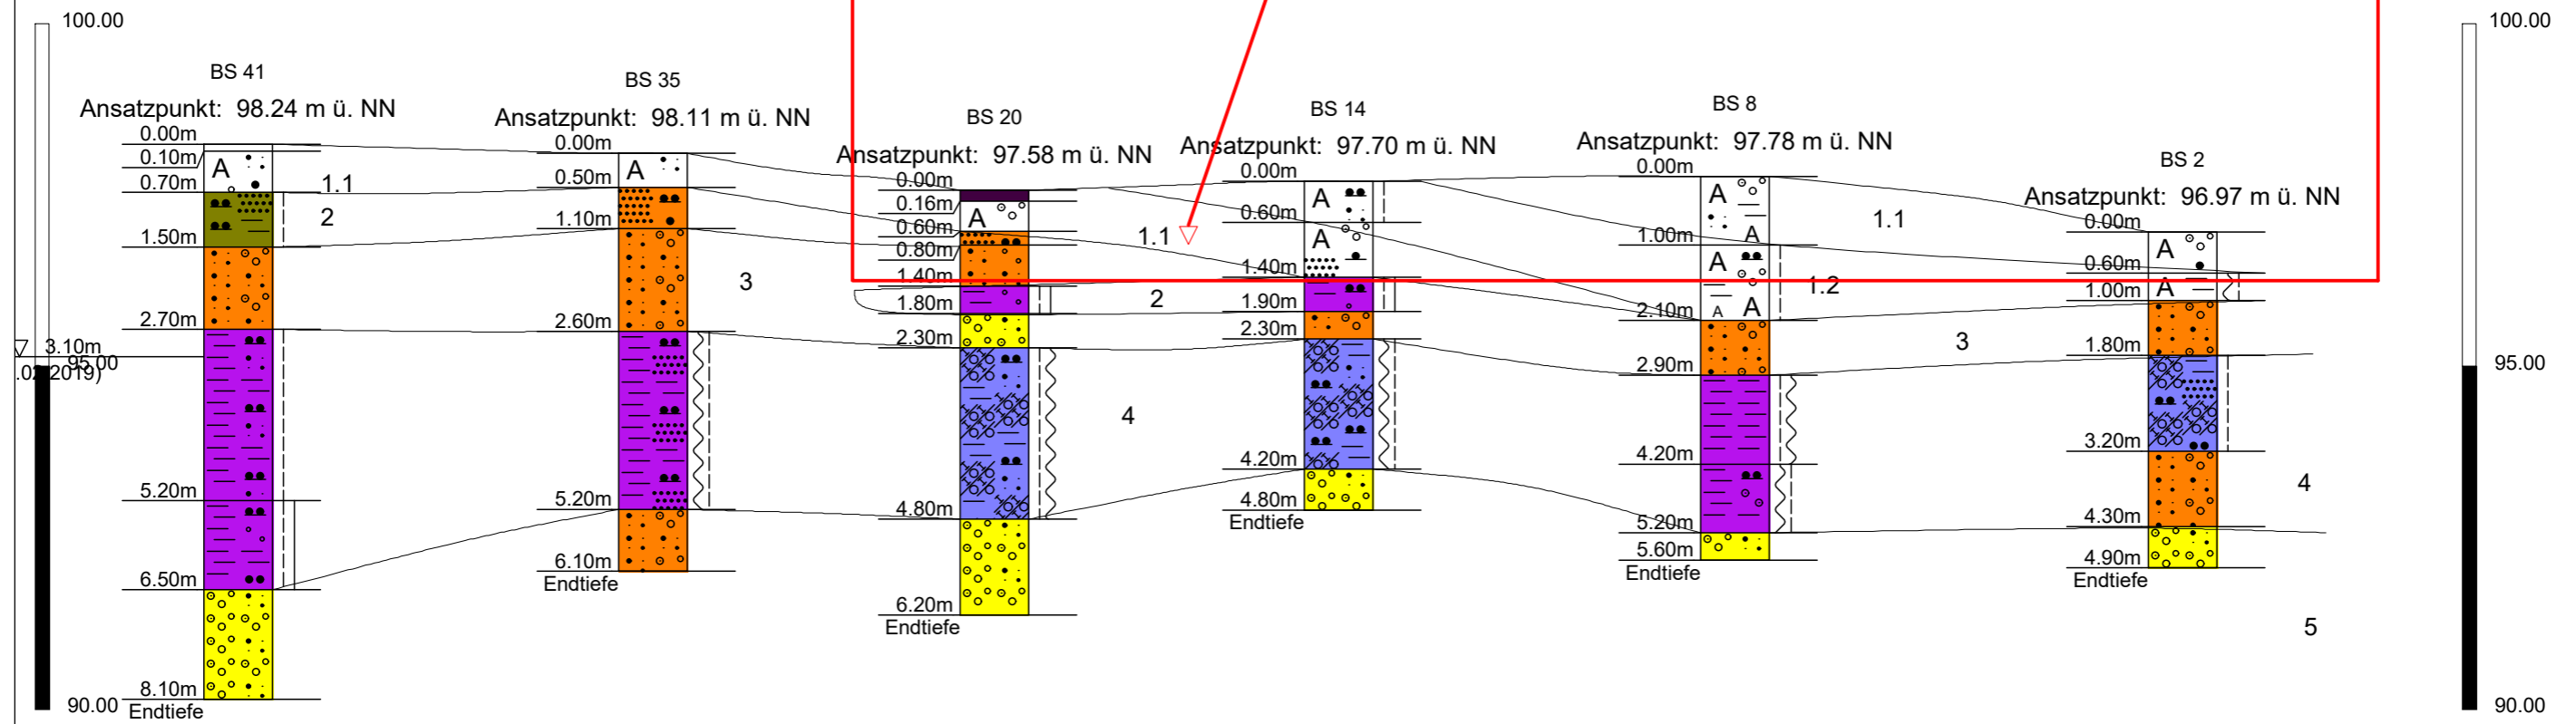 100.00
100.00
BS 41
Ansatzpunkt: 98.24 m ü. NN
0.00m
0.10m
A
0.70m
1.1
2
1.50m
2.70m
3.10m
95.00
.02.2019)
5.20m
6.50m
8.10m
Endtiefe
90.00
BS 35
Ansatzpunkt: 98.11 m ü. NN
0.00m
A
0.50m
1.10m
3
2.60m
5.20m
6.10m
Endtiefe
BS 20
Ansatzpunkt: 97.58 m ü. NN
0.00m
0.16m
A
0.60m
0.80m
1.1
1.40m
1.80m
2
2.30m
4
4.80m
6.20m
Endtiefe
BS 14
Ansatzpunkt: 97.70 m ü. NN
0.00m
A
0.60m
A
1.40m
1.90m
2.30m
4.20m
4.80m
Endtiefe
BS 8
Ansatzpunkt: 97.78 m ü. NN
0.00m
A
A
1.00m
A
1.1
1.2
A A
2.10m
3
2.90m
4.20m
5.20m
5.60m
Endtiefe
BS 2
Ansatzpunkt: 96.97 m ü. NN
0.00m
A
0.60m
A
1.00m
1.80m
3.20m
4
4.30m
4.90m
Endtiefe
5
95.00
90.00